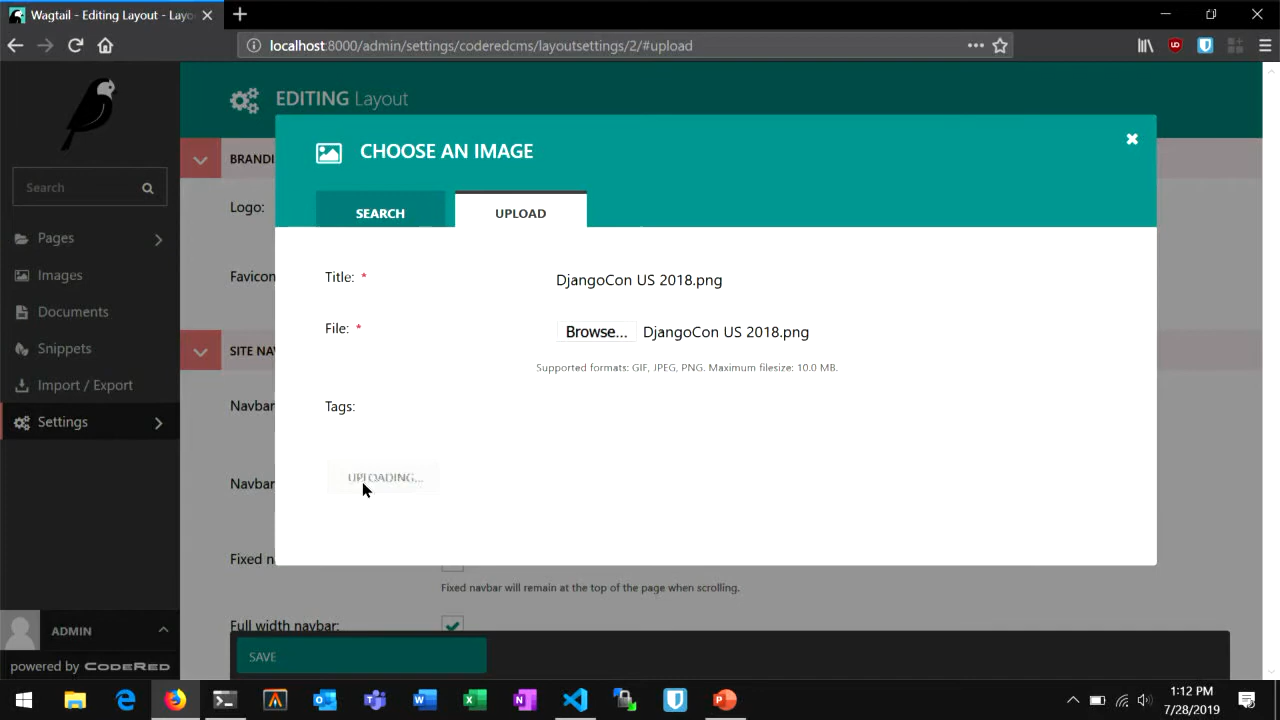 Wagtail - Editing Layout - Layo
localhost:8000/admin/settings/coderedcms/layoutsettings/2/#upload
EDITING Layout
CHOOSE AN IMAGE
SEARCH
UPLOAD
Title: *
DjangoCon US 2018.png
File: *
Browse... DjangoCon US 2018.png
Supported formats: GIF, JPEG, PNG. Maximum filesize: 10.0 MB.
Tags:
UPLOADING...
Search
Pages
Images
Documents
Snippets
Import / Export
Settings
ADMIN
powered by CODERED
BRANDI
Logo:
Favicon
SITE NA
Navbar
Navbar
Fixed n
Fixed navbar will remain at the top of the page when scrolling.
Full width navbar:
SAVE
1:12 PM
7/28/2019